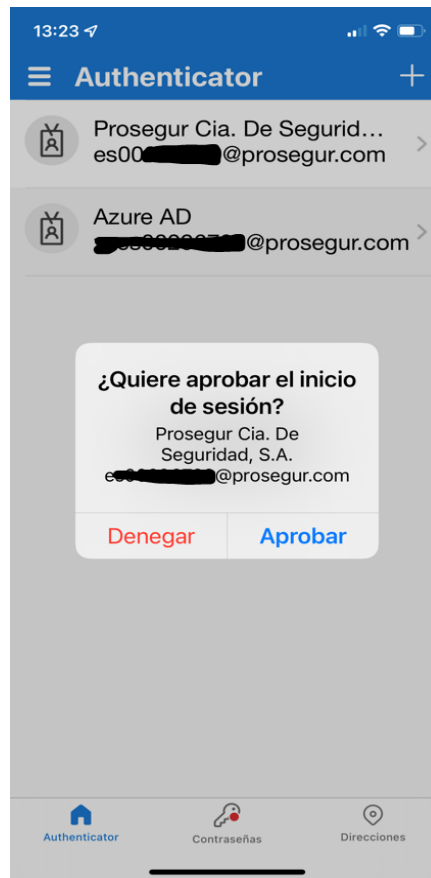 13:23
Authenticator
Prosegur Cia. De Segurid...
es00 @prosegur.com
Azure AD
@prosegur.com
¿Quiere aprobar el inicio
de sesión?
Prosegur Cia. De
Seguridad, S.A.
@prosegur.com
Denegar
Aprobar
Authenticator
Contraseñas
Direcciones